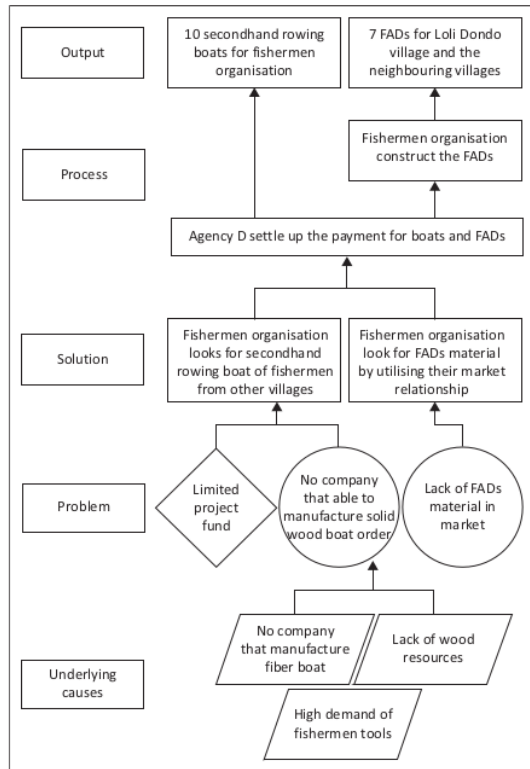 Output
10 secondhand rowing
boats for fishermen
organisation
7 FADs for Loli Dondo
village and the
neighbouring villages
Process
Fishermen organisation
construct the FADs
Agency D settle up the payment for boats and FADs
Solution
Fishermen organisation
looks for secondhand
rowing boat of fishermen
from other villages
Fishermen organisation
look for FADs material
by utilising their market
relationship
Problem
Limited
project
fund
No company
that able to
manufacture solid
wood boat order
Lack of FADs
material in
market
Underlying
causes
No company
that manufacture
fiber boat
Lack of wood
resources
High demand of
fishermen tools